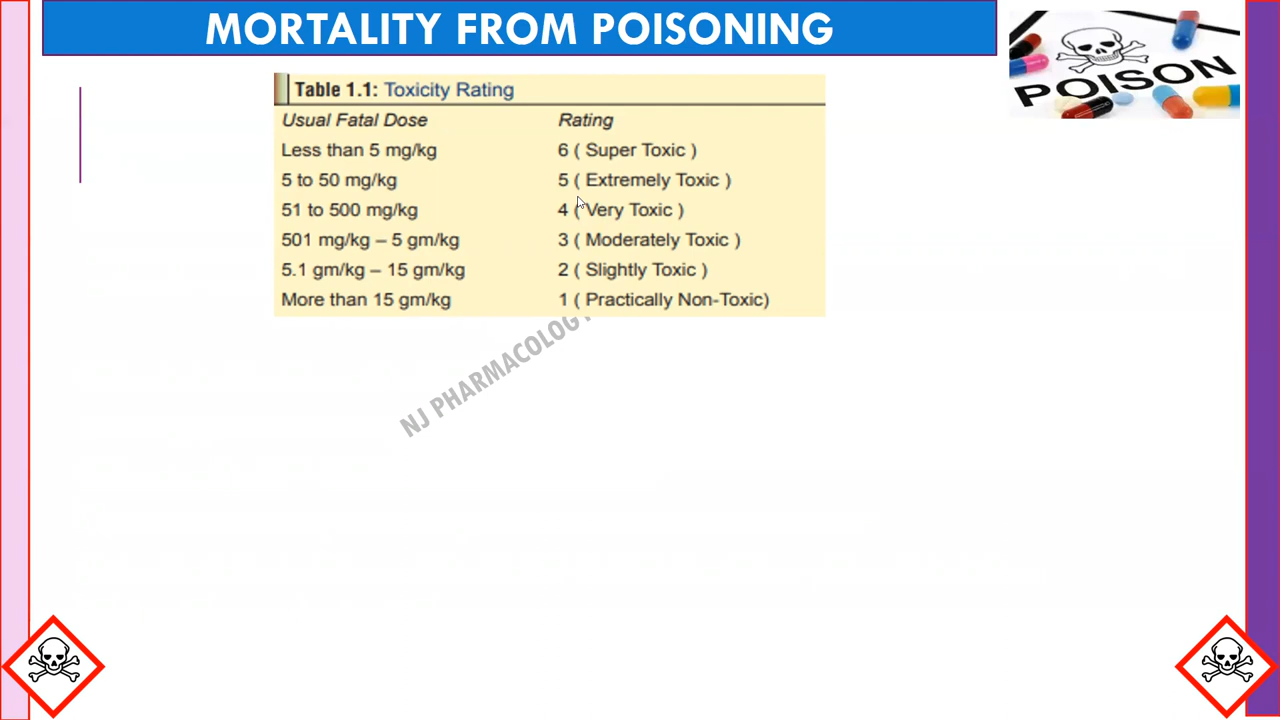 MORTALITY FROM POISONING
POISON
Table 1.1: Toxicity Rating
Usual Fatal Dose Rating
Less than 5 mg/kg 6 ( Super Toxic )
5 to 50 mg/kg 5 ( Extremely Toxic )
51 to 500 mg/kg 4 ( Very Toxic )
501 mg/kg – 5 gm/kg 3 ( Moderately Toxic )
5.1 gm/kg – 15 gm/kg 2 ( Slightly Toxic )
More than 15 gm/kg 1 ( Practically Non-Toxic)
NJ PHARMACOLOGY